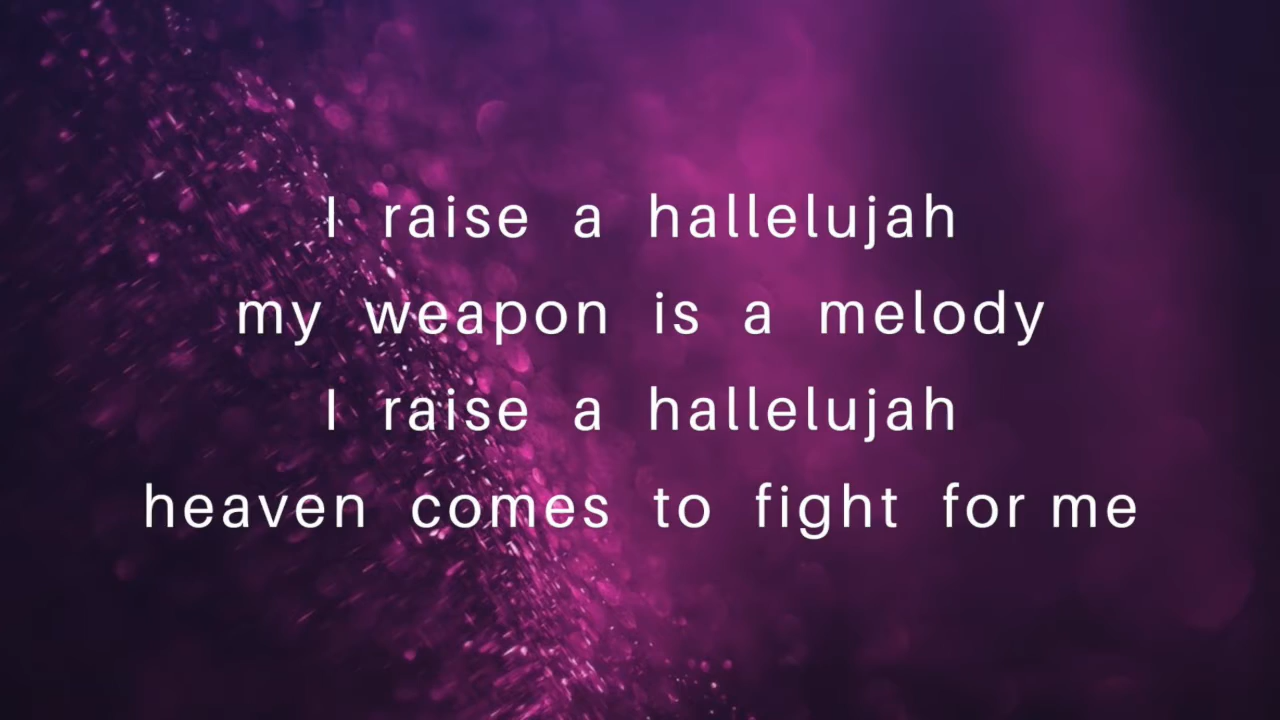 I raise a hallelujah
my weapon is a melody
I raise a hallelujah
heaven comes to fight for me